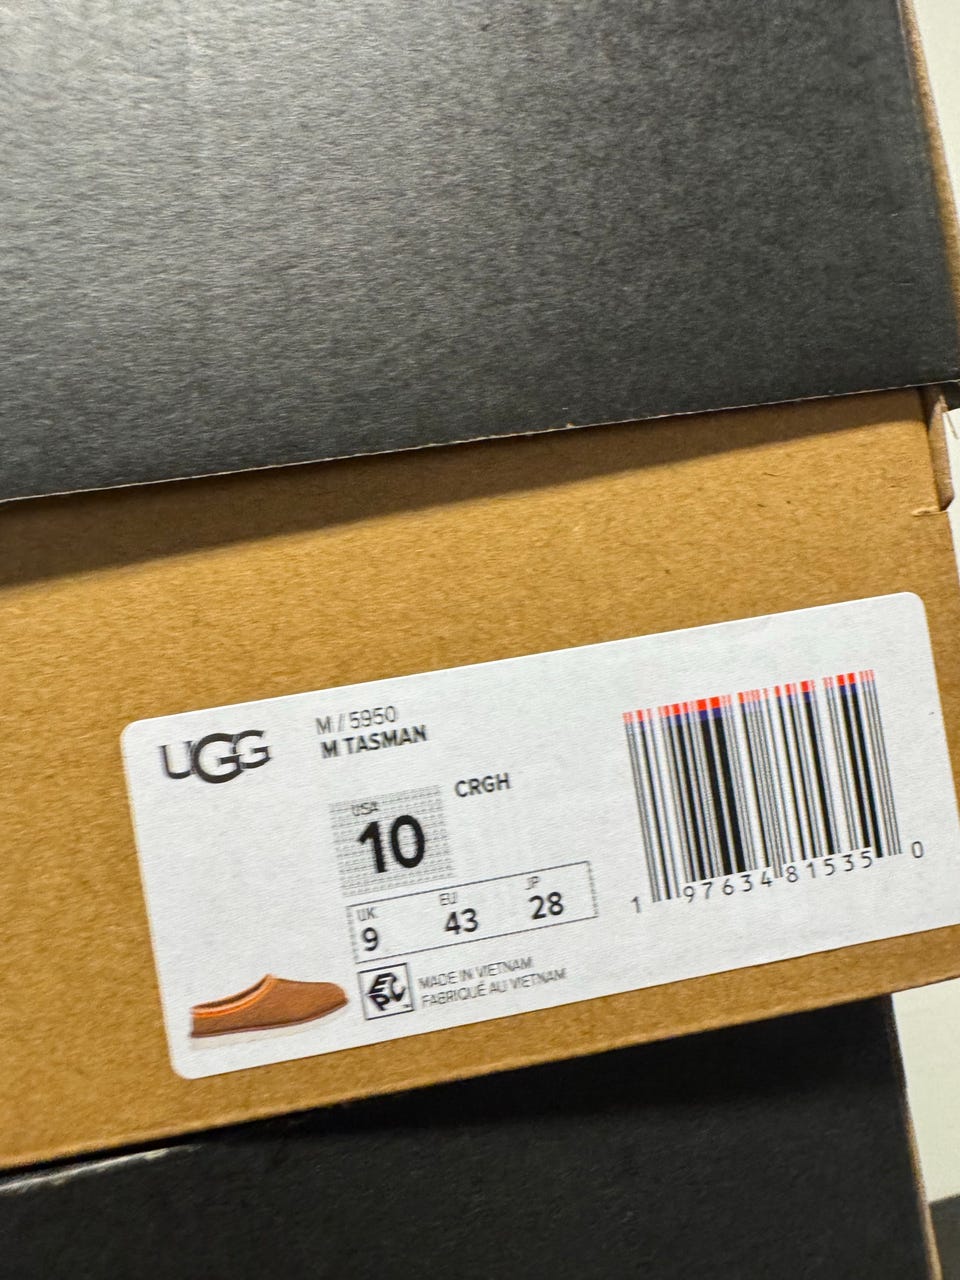 UGG
M / 5950
M TASMAN
CRGH
USA
10
UK
9
EU
43
JP
28
MADE IN VIETNAM
FABRIQUÉ AU VIETNAM
1 97634 81535 0